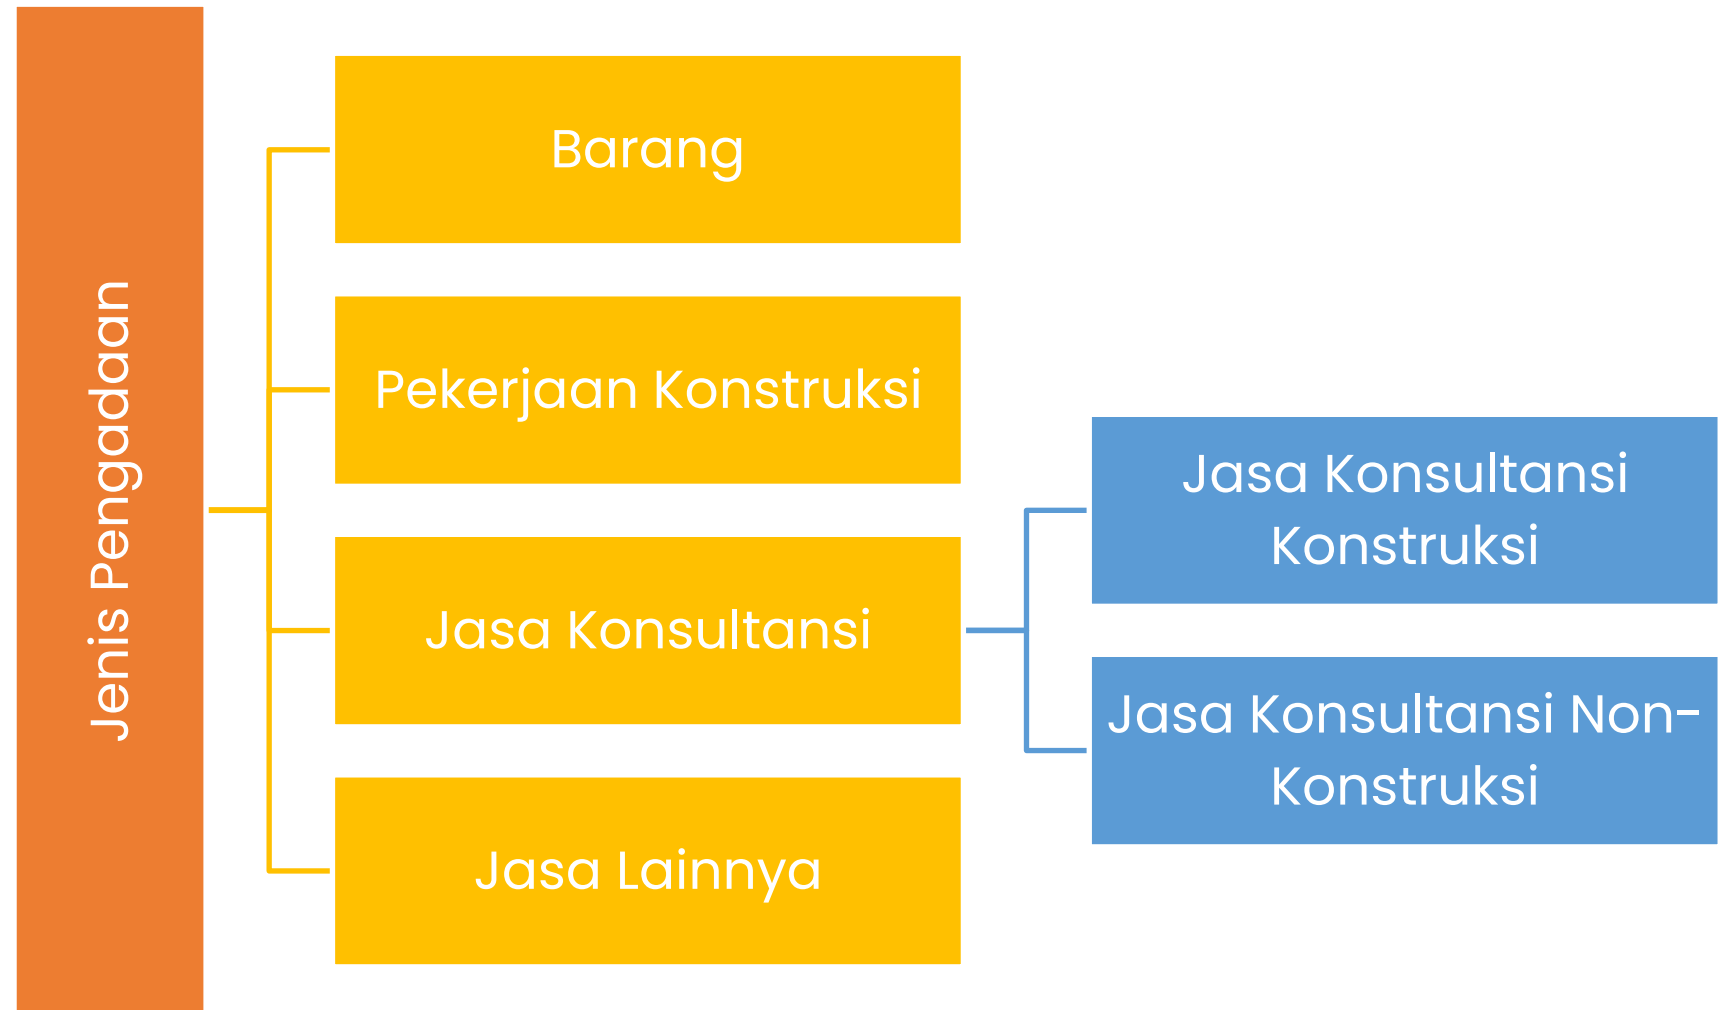 Jenis Pengadaan
Barang
Pekerjaan Konstruksi
Jasa Konsultansi
Jasa Lainnya
Jasa Konsultansi
Konstruksi
Jasa Konsultansi Non-
Konstruksi